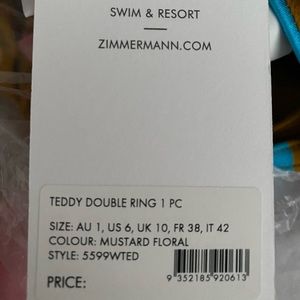 SWIM & RESORT
ZIMMERMANN.COM
TEDDY DOUBLE RING 1 PC
SIZE: AU 1, US 6, UK 10, FR 38, IT 42
COLOUR: MUSTARD FLORAL
STYLE: 5599WTED
9 352185 920613
PRICE: